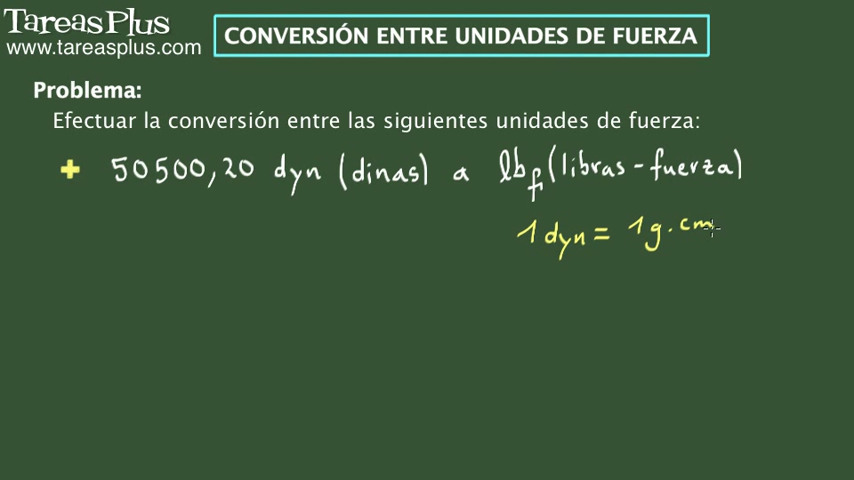 TareasPlus
www.tareasplus.com
CONVERSIÓN ENTRE UNIDADES DE FUERZA
Problema:
Efectuar la conversión entre las siguientes unidades de fuerza:
+ 50500,20 dyn (dinas) a lbf (libras-fuerza)
1 dyn = 1 g. cm